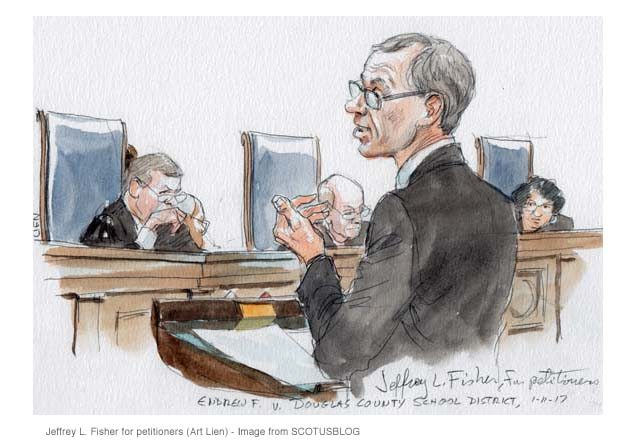 LIEN
Jeffrey L. Fisher, For petitioners
ENDREW F. v. DOUGLAS COUNTY SCHOOL DISTRICT, 1-11-17
Jeffrey L. Fisher for petitioners (Art Lien) - Image from SCOTUSBLOG